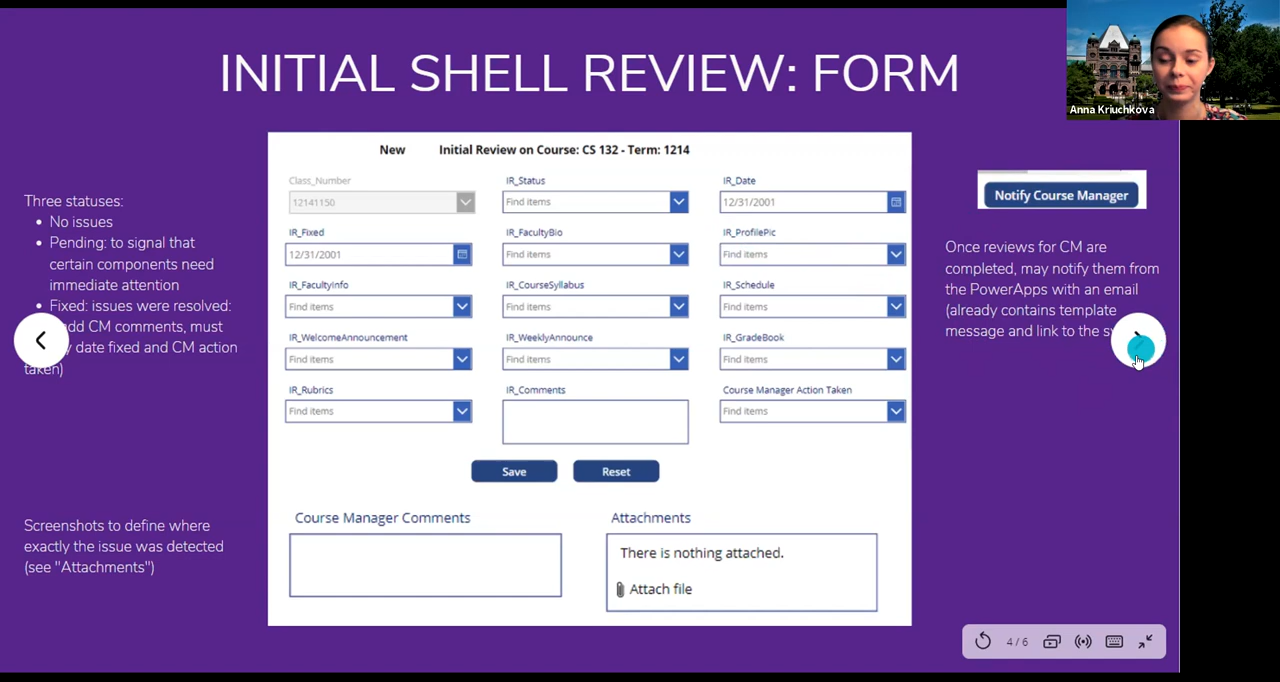 INITIAL SHELL REVIEW: FORM
Anna Kriuchkova
Three statuses:
• No issues
• Pending: to signal that
certain components need
immediate attention
• Fixed: issues were resolved:
add CM comments, must
date fixed and CM action
taken)
Screenshots to define where
exactly the issue was detected
(see "Attachments")
New Initial Review on Course: CS 132 - Term: 1214
Class_Number IR_Status IR_Date
12141150 Find items 12/31/2001
IR_Fixed IR_FacultyBio IR_ProfilePic
12/31/2001 Find items Find items
IR_FacultyInfo IR_CourseSyllabus IR_Schedule
Find items Find items Find items
IR_WelcomeAnnouncement IR_WeeklyAnnounce IR_GradeBook
Find items Find items Find items
IR_Rubrics IR_Comments Course Manager Action Taken
Find items Find items
Save Reset
Course Manager Comments Attachments
There is nothing attached.
Attach file
Notify Course Manager
Once reviews for CM are
completed, may notify them from
the PowerApps with an email
(already contains template
message and link to the
4 / 6